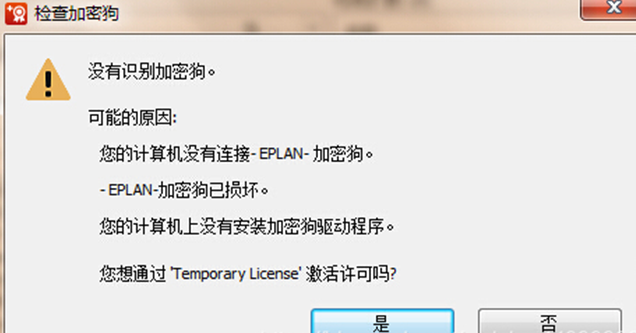 检查加密狗
没有识别加密狗。
可能的原因:
您的计算机没有连接- EPLAN- 加密狗。
- EPLAN-加密狗已损坏。
您的计算机上没有安装加密狗驱动程序。
您想通过 'Temporary License' 激活许可吗?
是
否